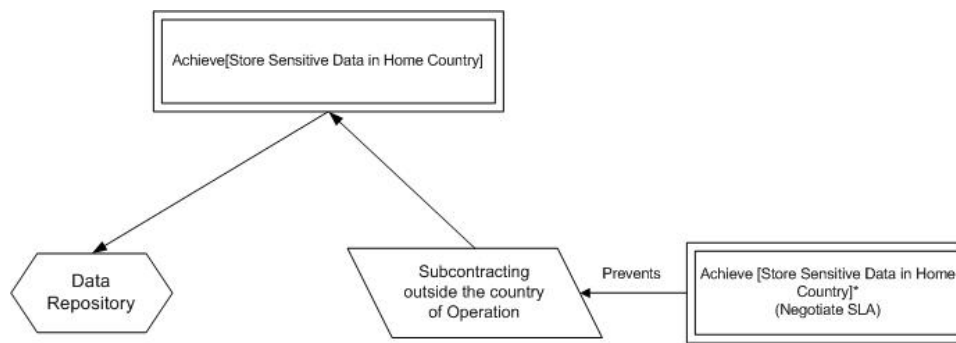 Achieve[Store Sensitive Data in Home Country]
Data
Repository
Subcontracting
outside the country
of Operation
Prevents
Achieve [Store Sensitive Data in Home
Country]*
(Negotiate SLA)